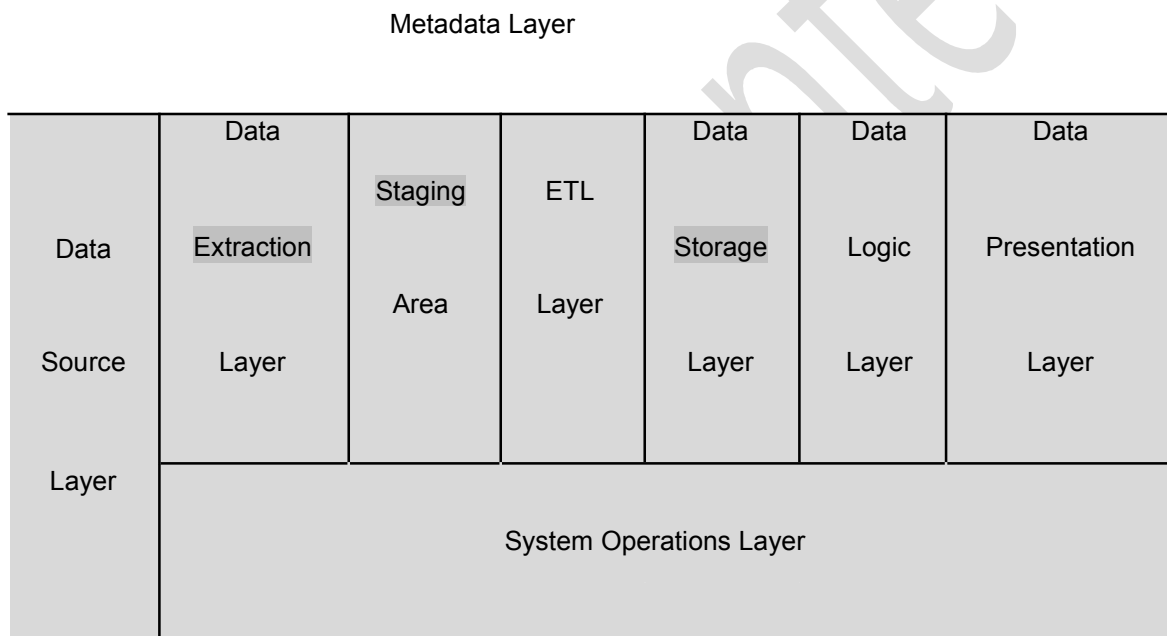 Metadata Layer
Data
Source
Layer
Data
Extraction
Layer
Staging
Area
ETL
Layer
Data
Storage
Layer
Data
Logic
Layer
Data
Presentation
Layer
System Operations Layer